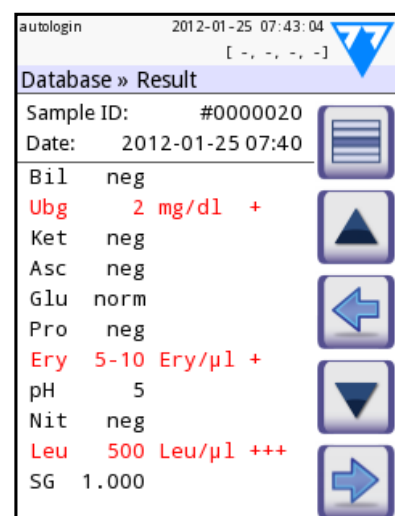 autologin 2012-01-25 07:43:04
[ -, -, -, -]
Database » Result
Sample ID: #0000020
Date: 2012-01-25 07:40
Bil neg
Ubg 2 mg/dl +
Ket neg
Asc neg
Glu norm
Pro neg
Ery 5-10 Ery/µl +
pH 5
Nit neg
Leu 500 Leu/µl +++
SG 1.000